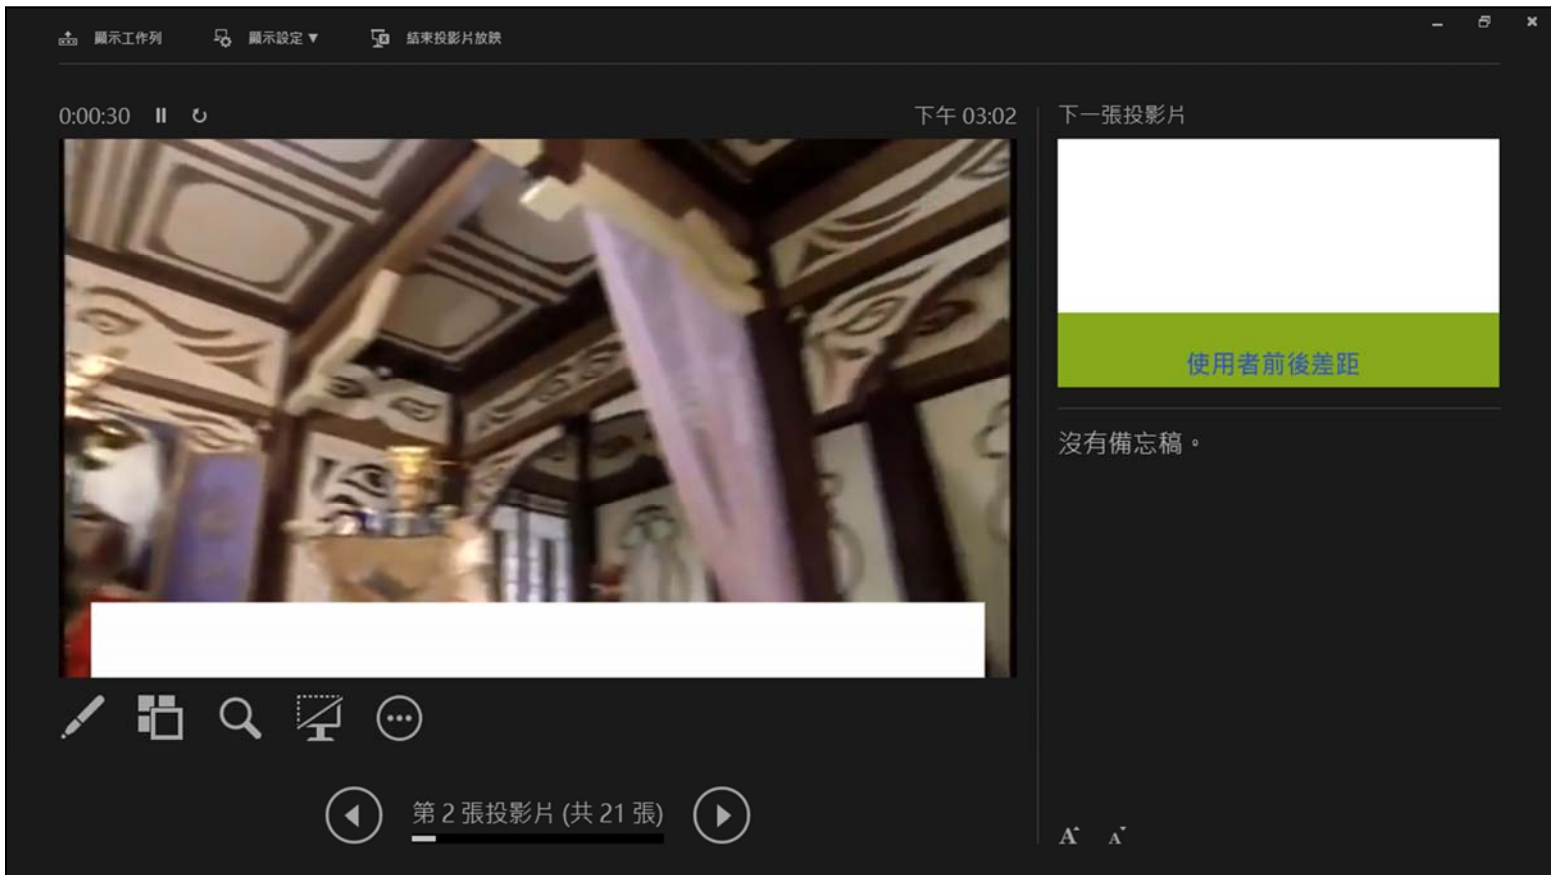 顯示工作列
顯示設定 ▼
結束投影片放映
0:00:30
下午 03:02
下一張投影片
使用者前後差距
沒有備忘稿。
第 2 張投影片 (共 21 張)
A A